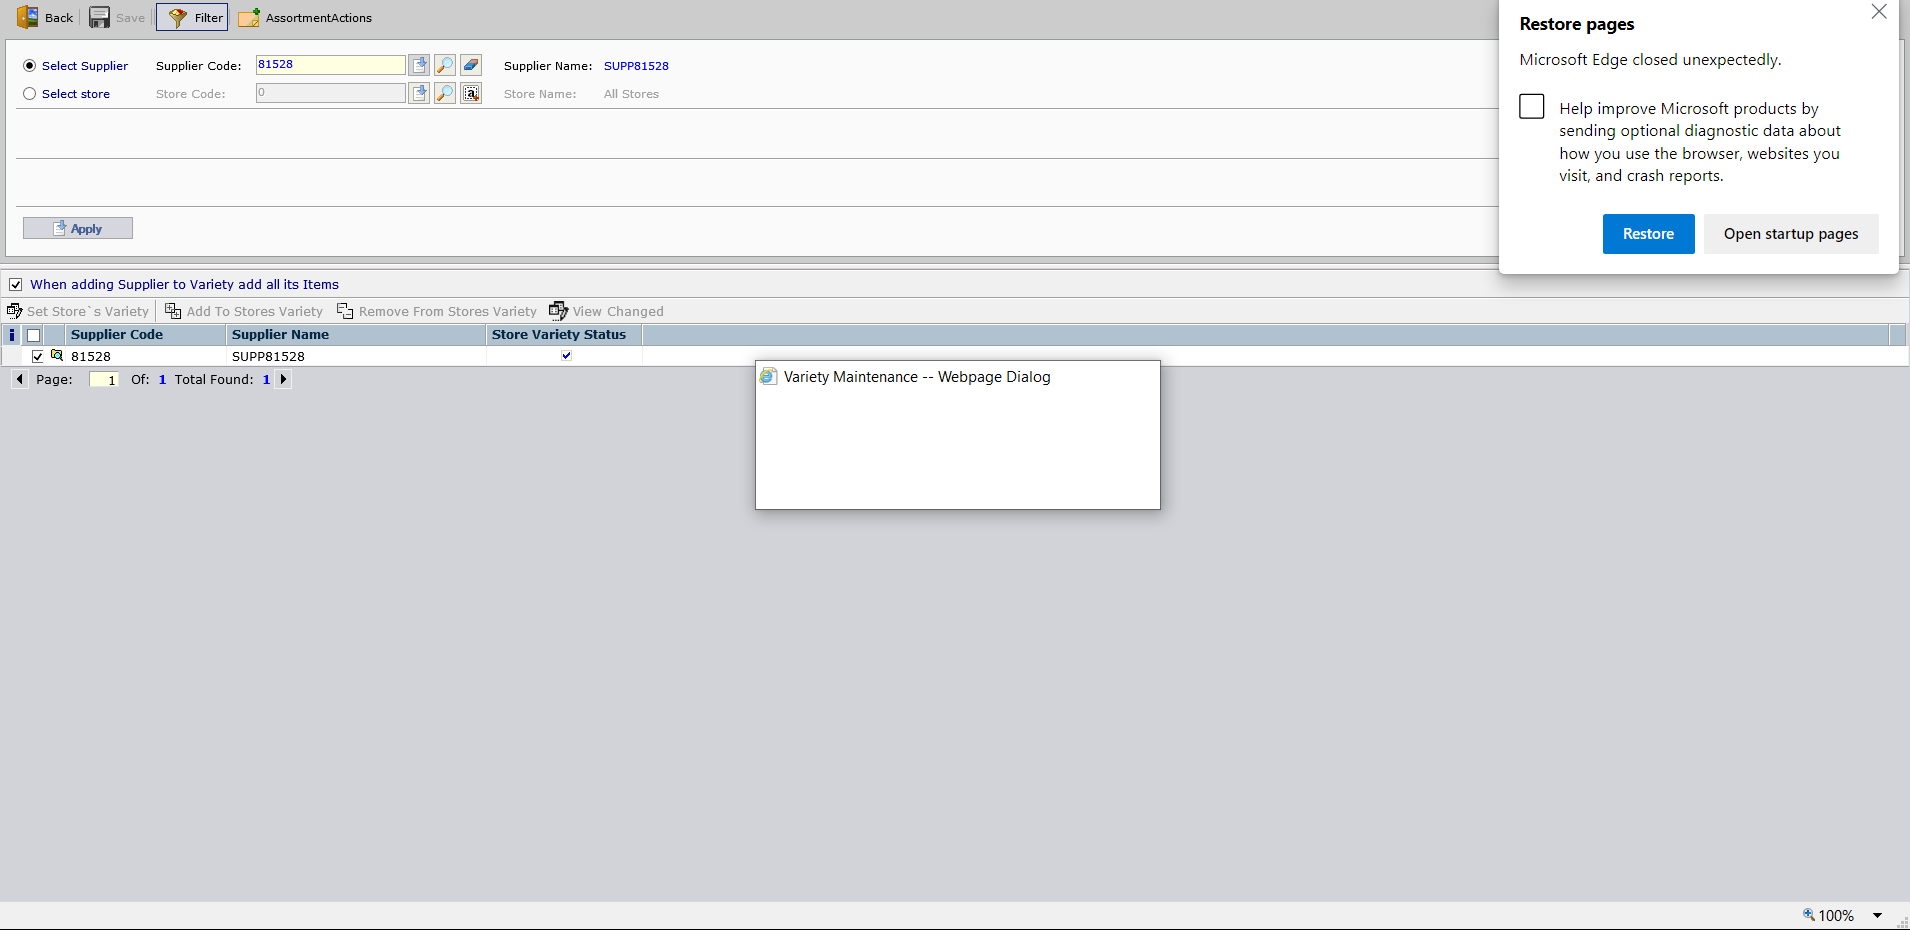 Back Save Filter AssortmentActions
Select Supplier Supplier Code: 81528 Supplier Name: SUPP81528
Select store Store Code: 0 a Store Name: All Stores
Apply
Restore pages
Microsoft Edge closed unexpectedly.
Help improve Microsoft products by
sending optional diagnostic data about
how you use the browser, websites you
visit, and crash reports.
Restore Open startup pages
When adding Supplier to Variety add all its Items
Set Store`s Variety Add To Stores Variety Remove From Stores Variety View Changed
i Supplier Code Supplier Name Store Variety Status
81528 SUPP81528
Page: 1 Of: 1 Total Found: 1
Variety Maintenance -- Webpage Dialog
100%